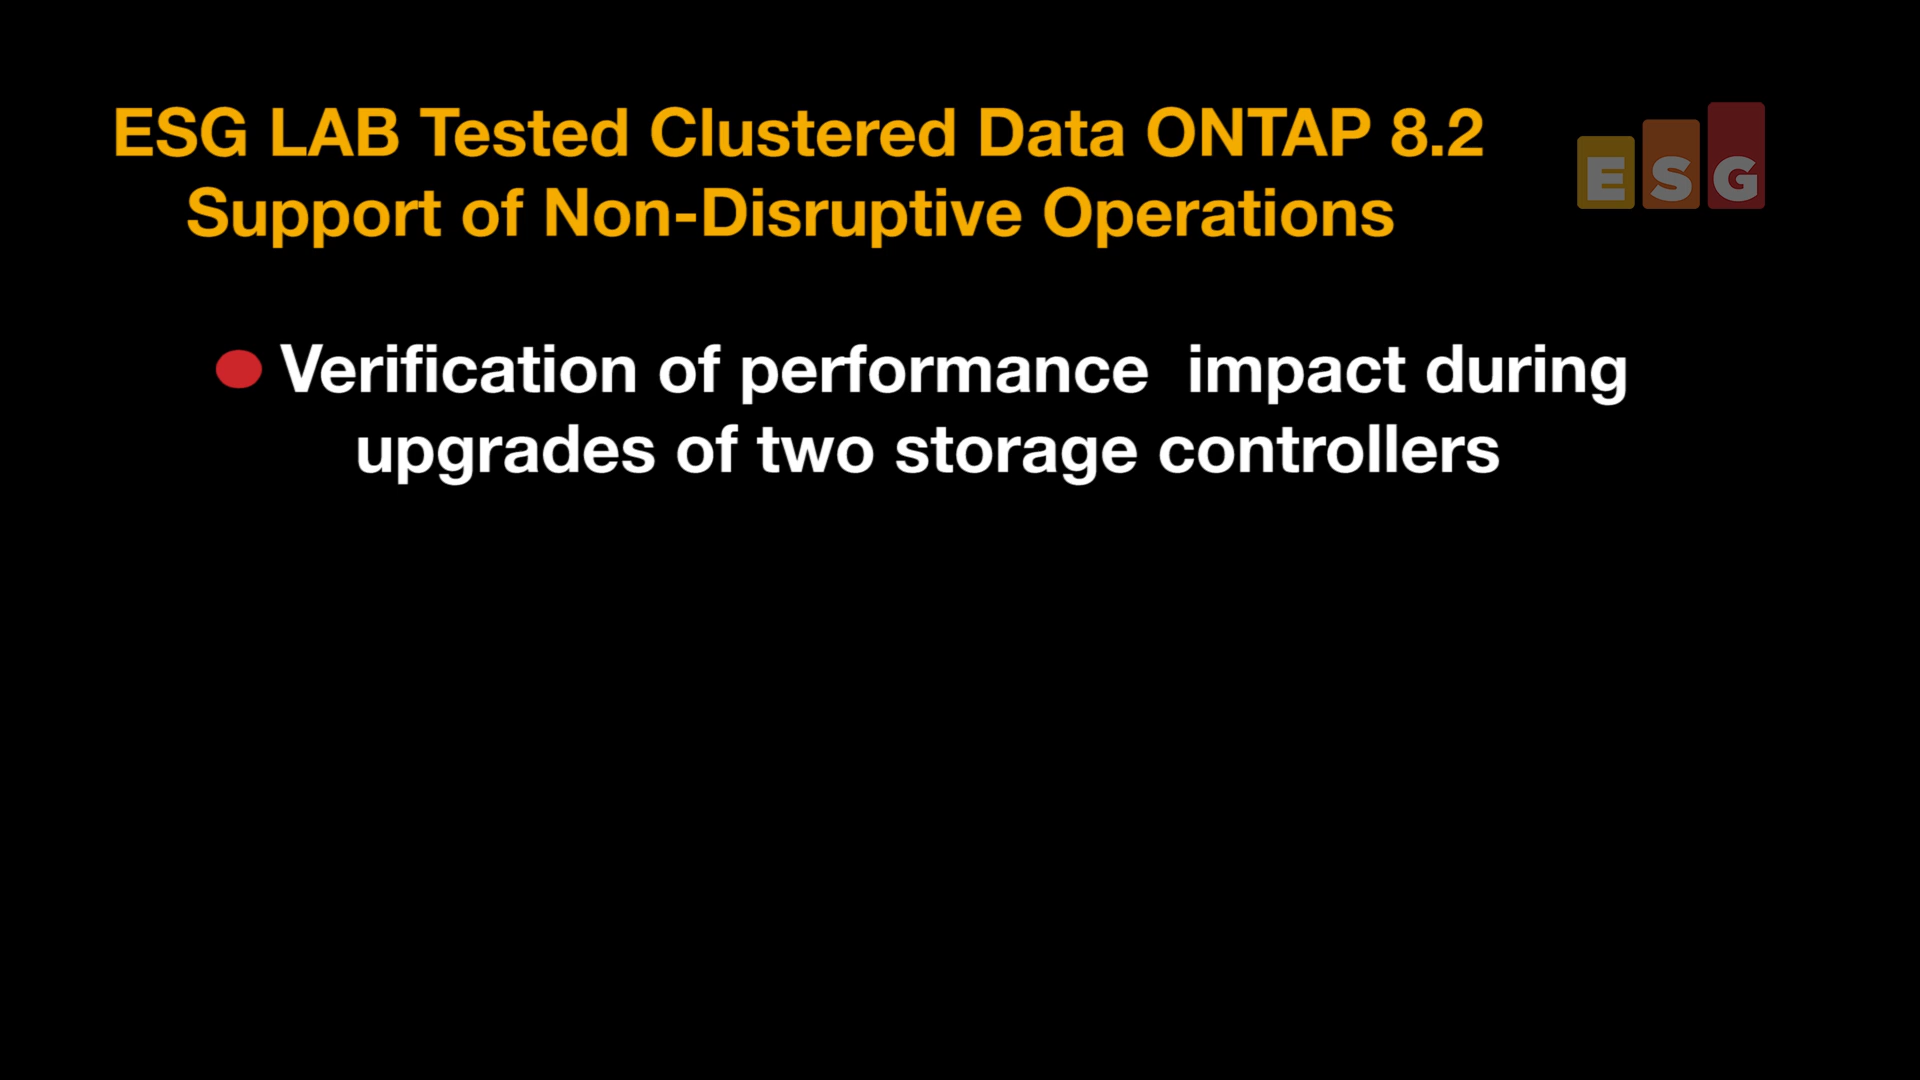 ESG LAB Tested Clustered Data ONTAP 8.2
Support of Non-Disruptive Operations
ESG
Verification of performance  impact during
upgrades of two storage controllers